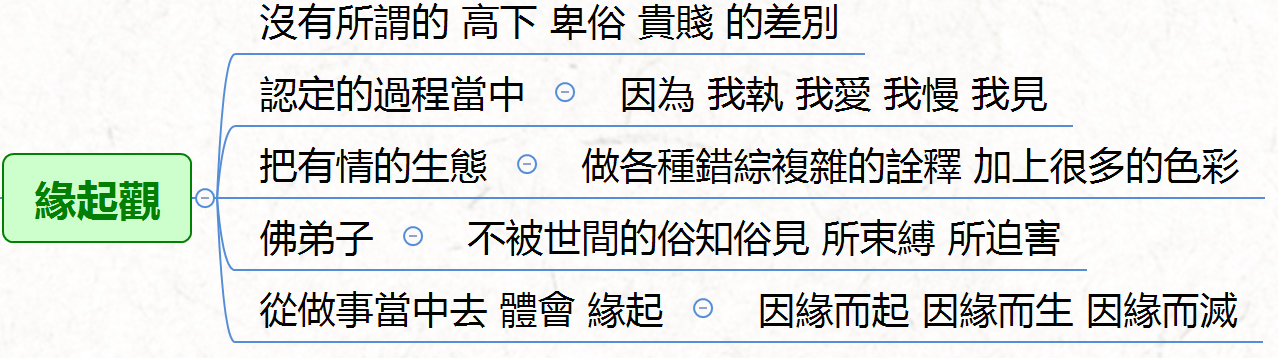 緣起觀
沒有所謂的 高下 卑俗 貴賤 的差別
認定的過程當中 因為 我執 我愛 我慢 我見
把有情的生態 做各種錯綜複雜的詮釋 加上很多的色彩
佛弟子 不被世間的俗知俗見 所束縛 所迫害
從做事當中去 體會 緣起 因緣而起 因緣而生 因緣而滅